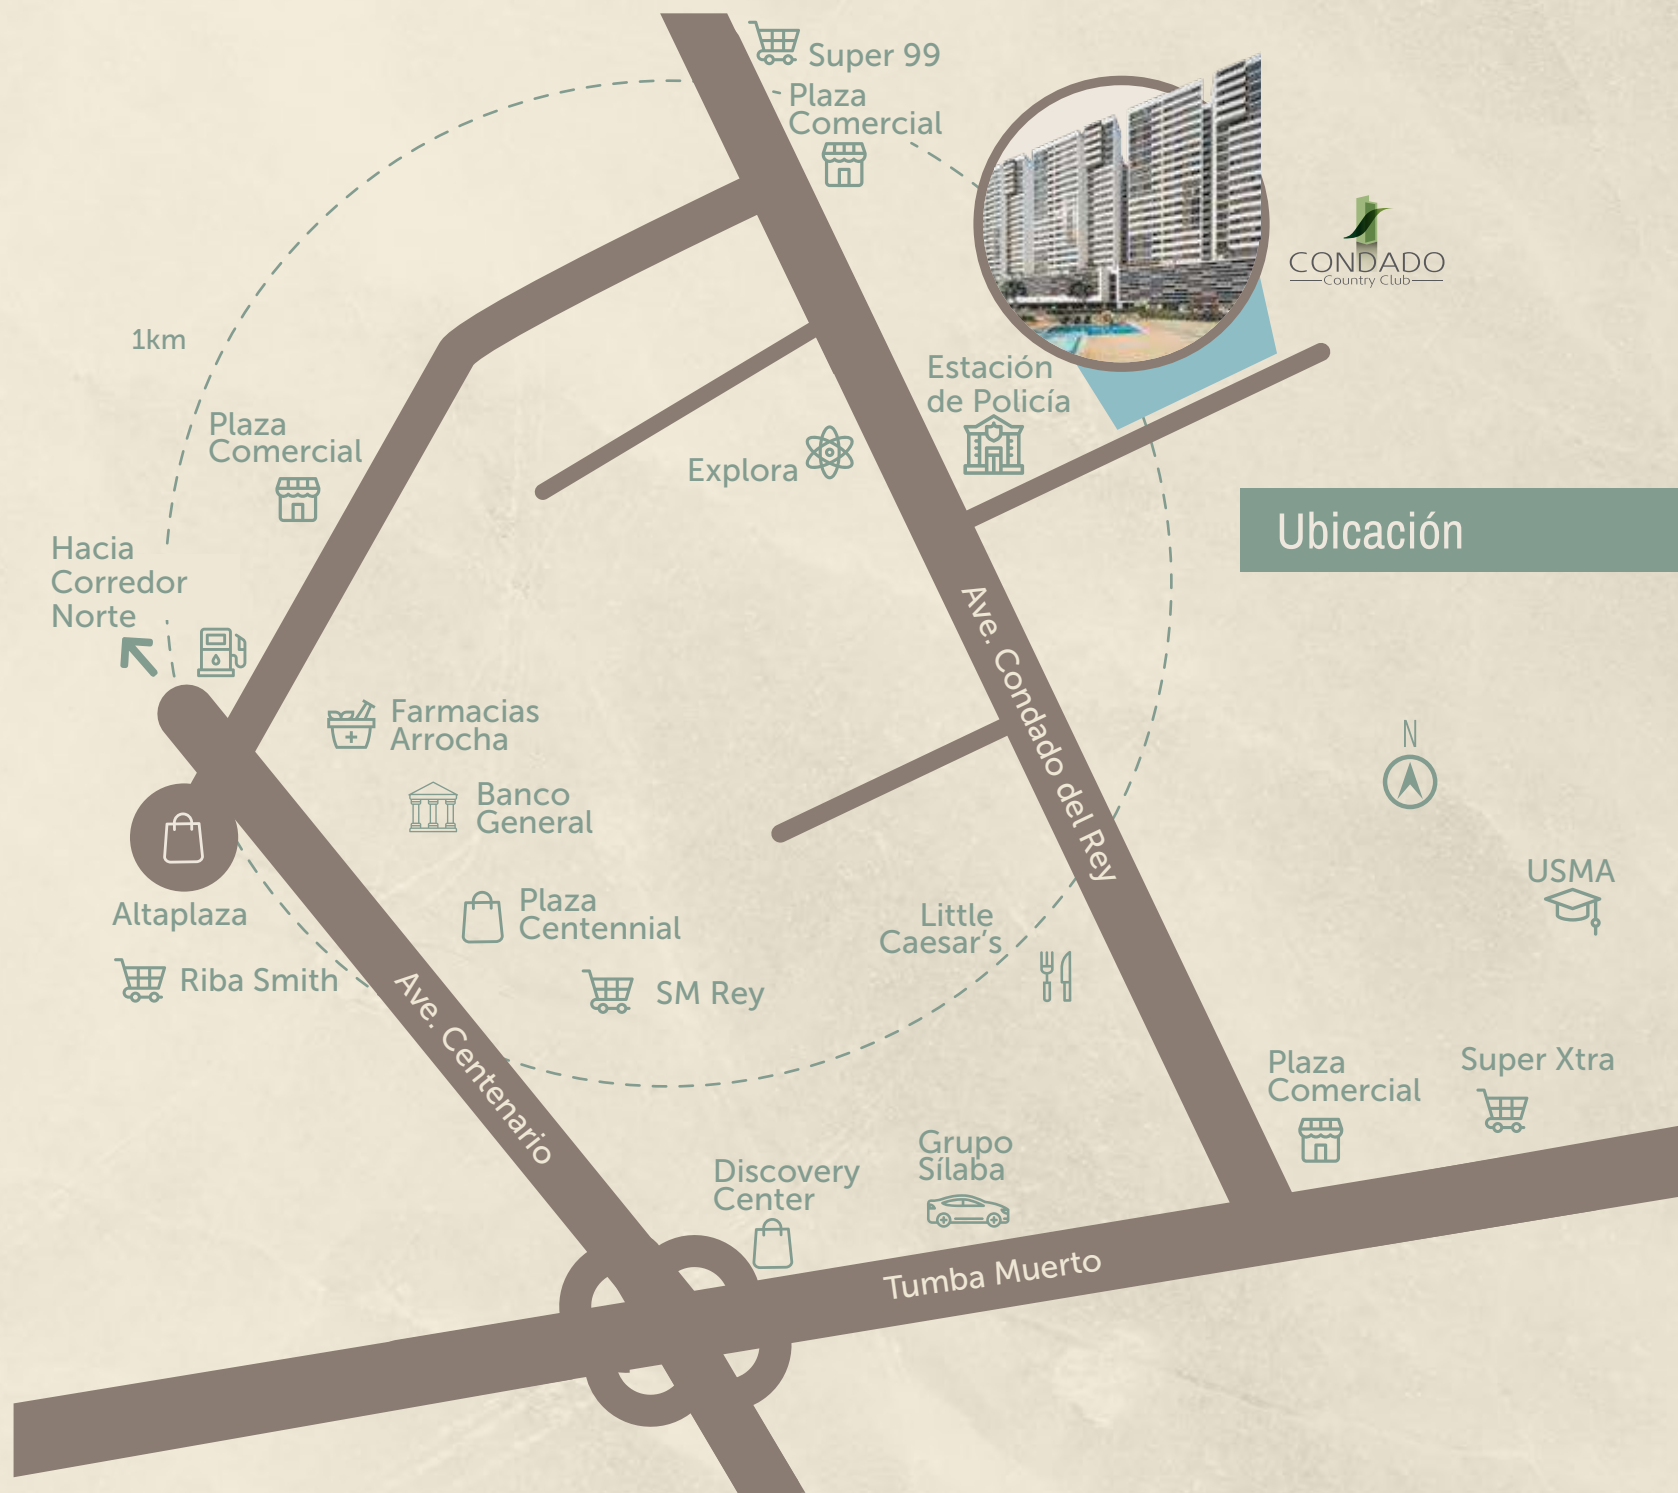 Super 99
Plaza
Comercial
CONDADO
Country Club
1km
Estación
de Policía
Plaza
Comercial
Explora
Ubicación
Hacia
Corredor
Norte
Ave. Condado del Rey
Farmacias
Arrocha
N
Banco
General
USMA
Altaplaza
Plaza
Centennial
Little
Caesar's
Riba Smith
SM Rey
Ave. Centenario
Plaza
Comercial
Super Xtra
Grupo
Sílaba
Discovery
Center
Tumba Muerto